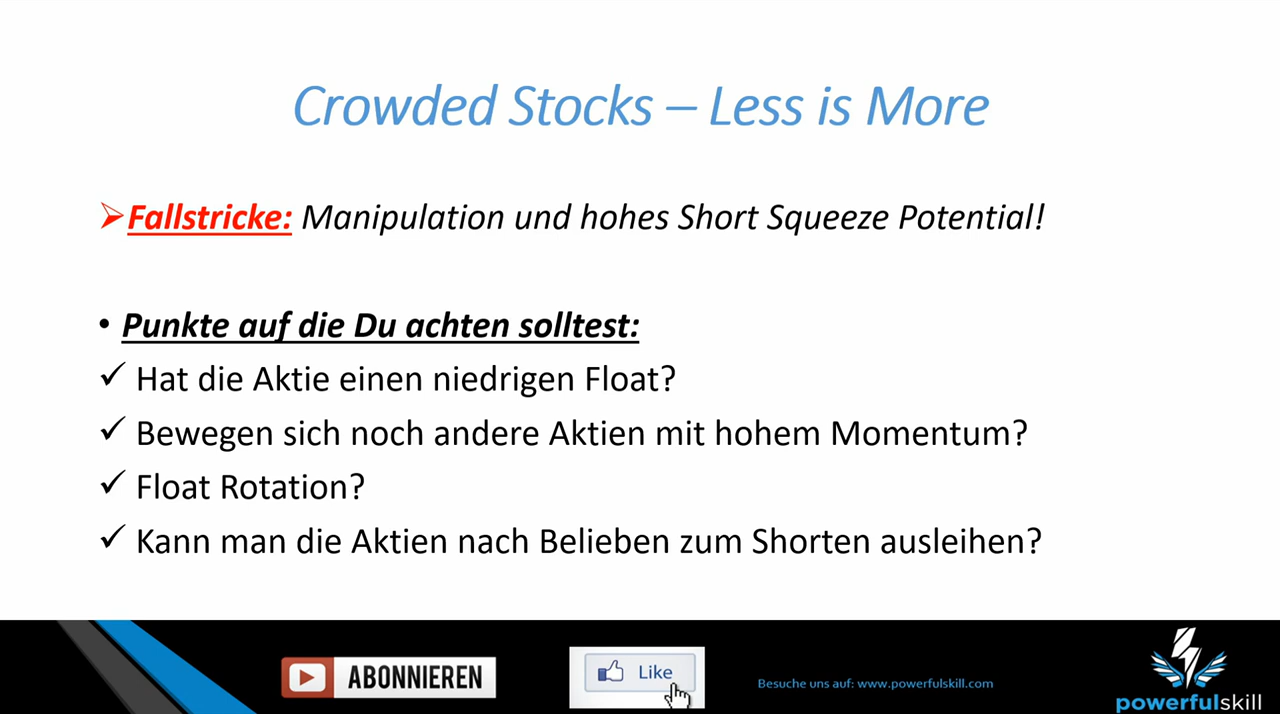 Crowded Stocks – Less is More
➢Fallstricke: Manipulation und hohes Short Squeeze Potential!
• Punkte auf die Du achten solltest:
✓ Hat die Aktie einen niedrigen Float?
✓ Bewegen sich noch andere Aktien mit hohem Momentum?
✓ Float Rotation?
✓ Kann man die Aktien nach Belieben zum Shorten ausleihen?
ABONNIEREN
Like
Besuche uns auf: www.powerfulskill.com
powerfulskill